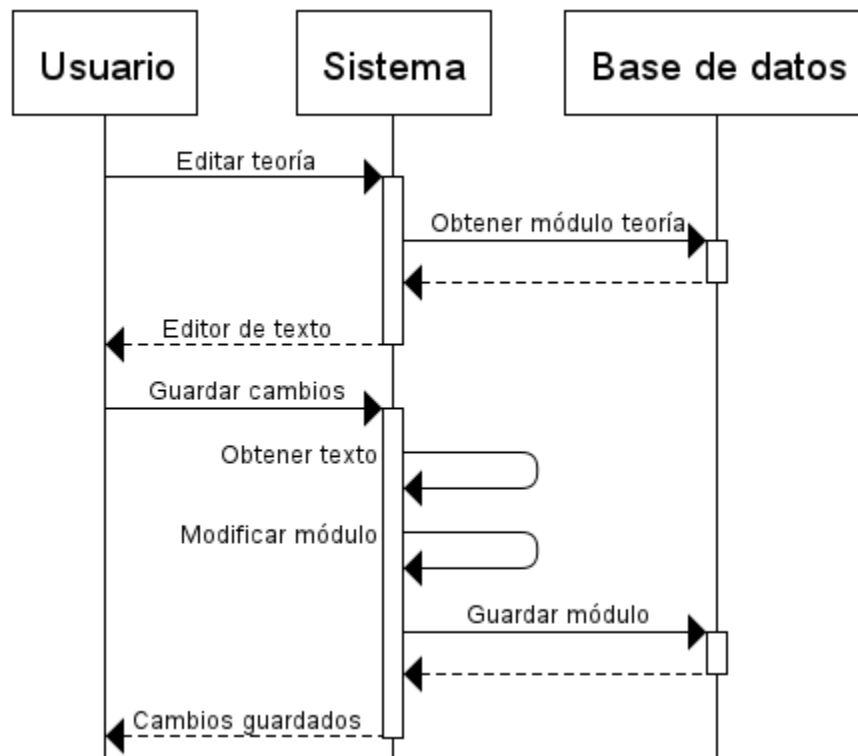 Usuario
Sistema
Base de datos
Editar teoría
Obtener módulo teoría
Editor de texto
Guardar cambios
Obtener texto
Modificar módulo
Guardar módulo
Cambios guardados